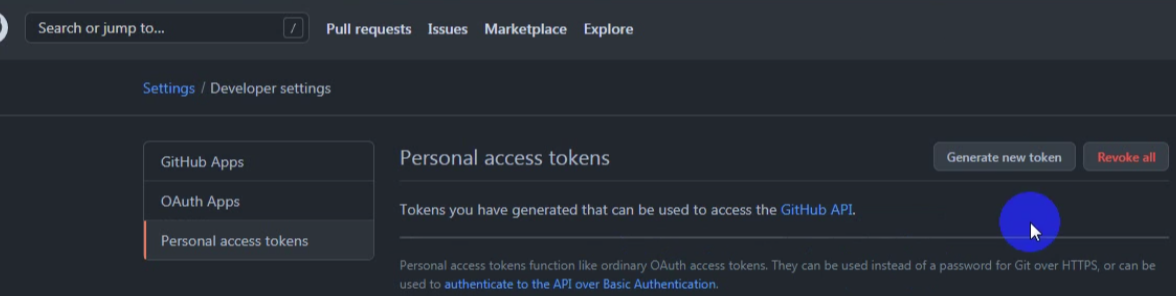 Search or jump to... /
Pull requests Issues Marketplace Explore
Settings / Developer settings
GitHub Apps
OAuth Apps
Personal access tokens
Personal access tokens
Generate new token
Revoke all
Tokens you have generated that can be used to access the GitHub API.
Personal access tokens function like ordinary OAuth access tokens. They can be used instead of a password for Git over HTTPS, or can be
used to authenticate to the API over Basic Authentication.